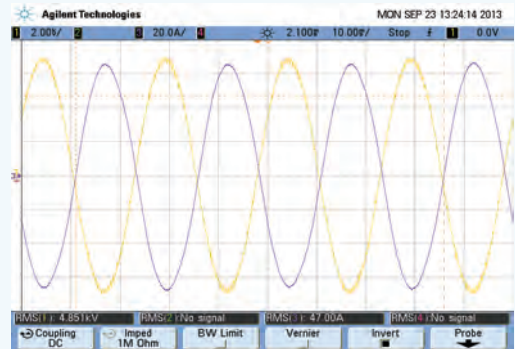 Agilent Technologies MON SEP 23 13:24:14 2013
1 2.00V/ 2 3 20.0A/ 4 2.100s 10.00s/ Stop 1 0.0V
RMS(1): 4.851kV RMS(2):No signal RMS(3): 47.00A RMS(4):No signal
Coupling Imped BW Limit Vernier Invert Probe
DC 1M Ohm